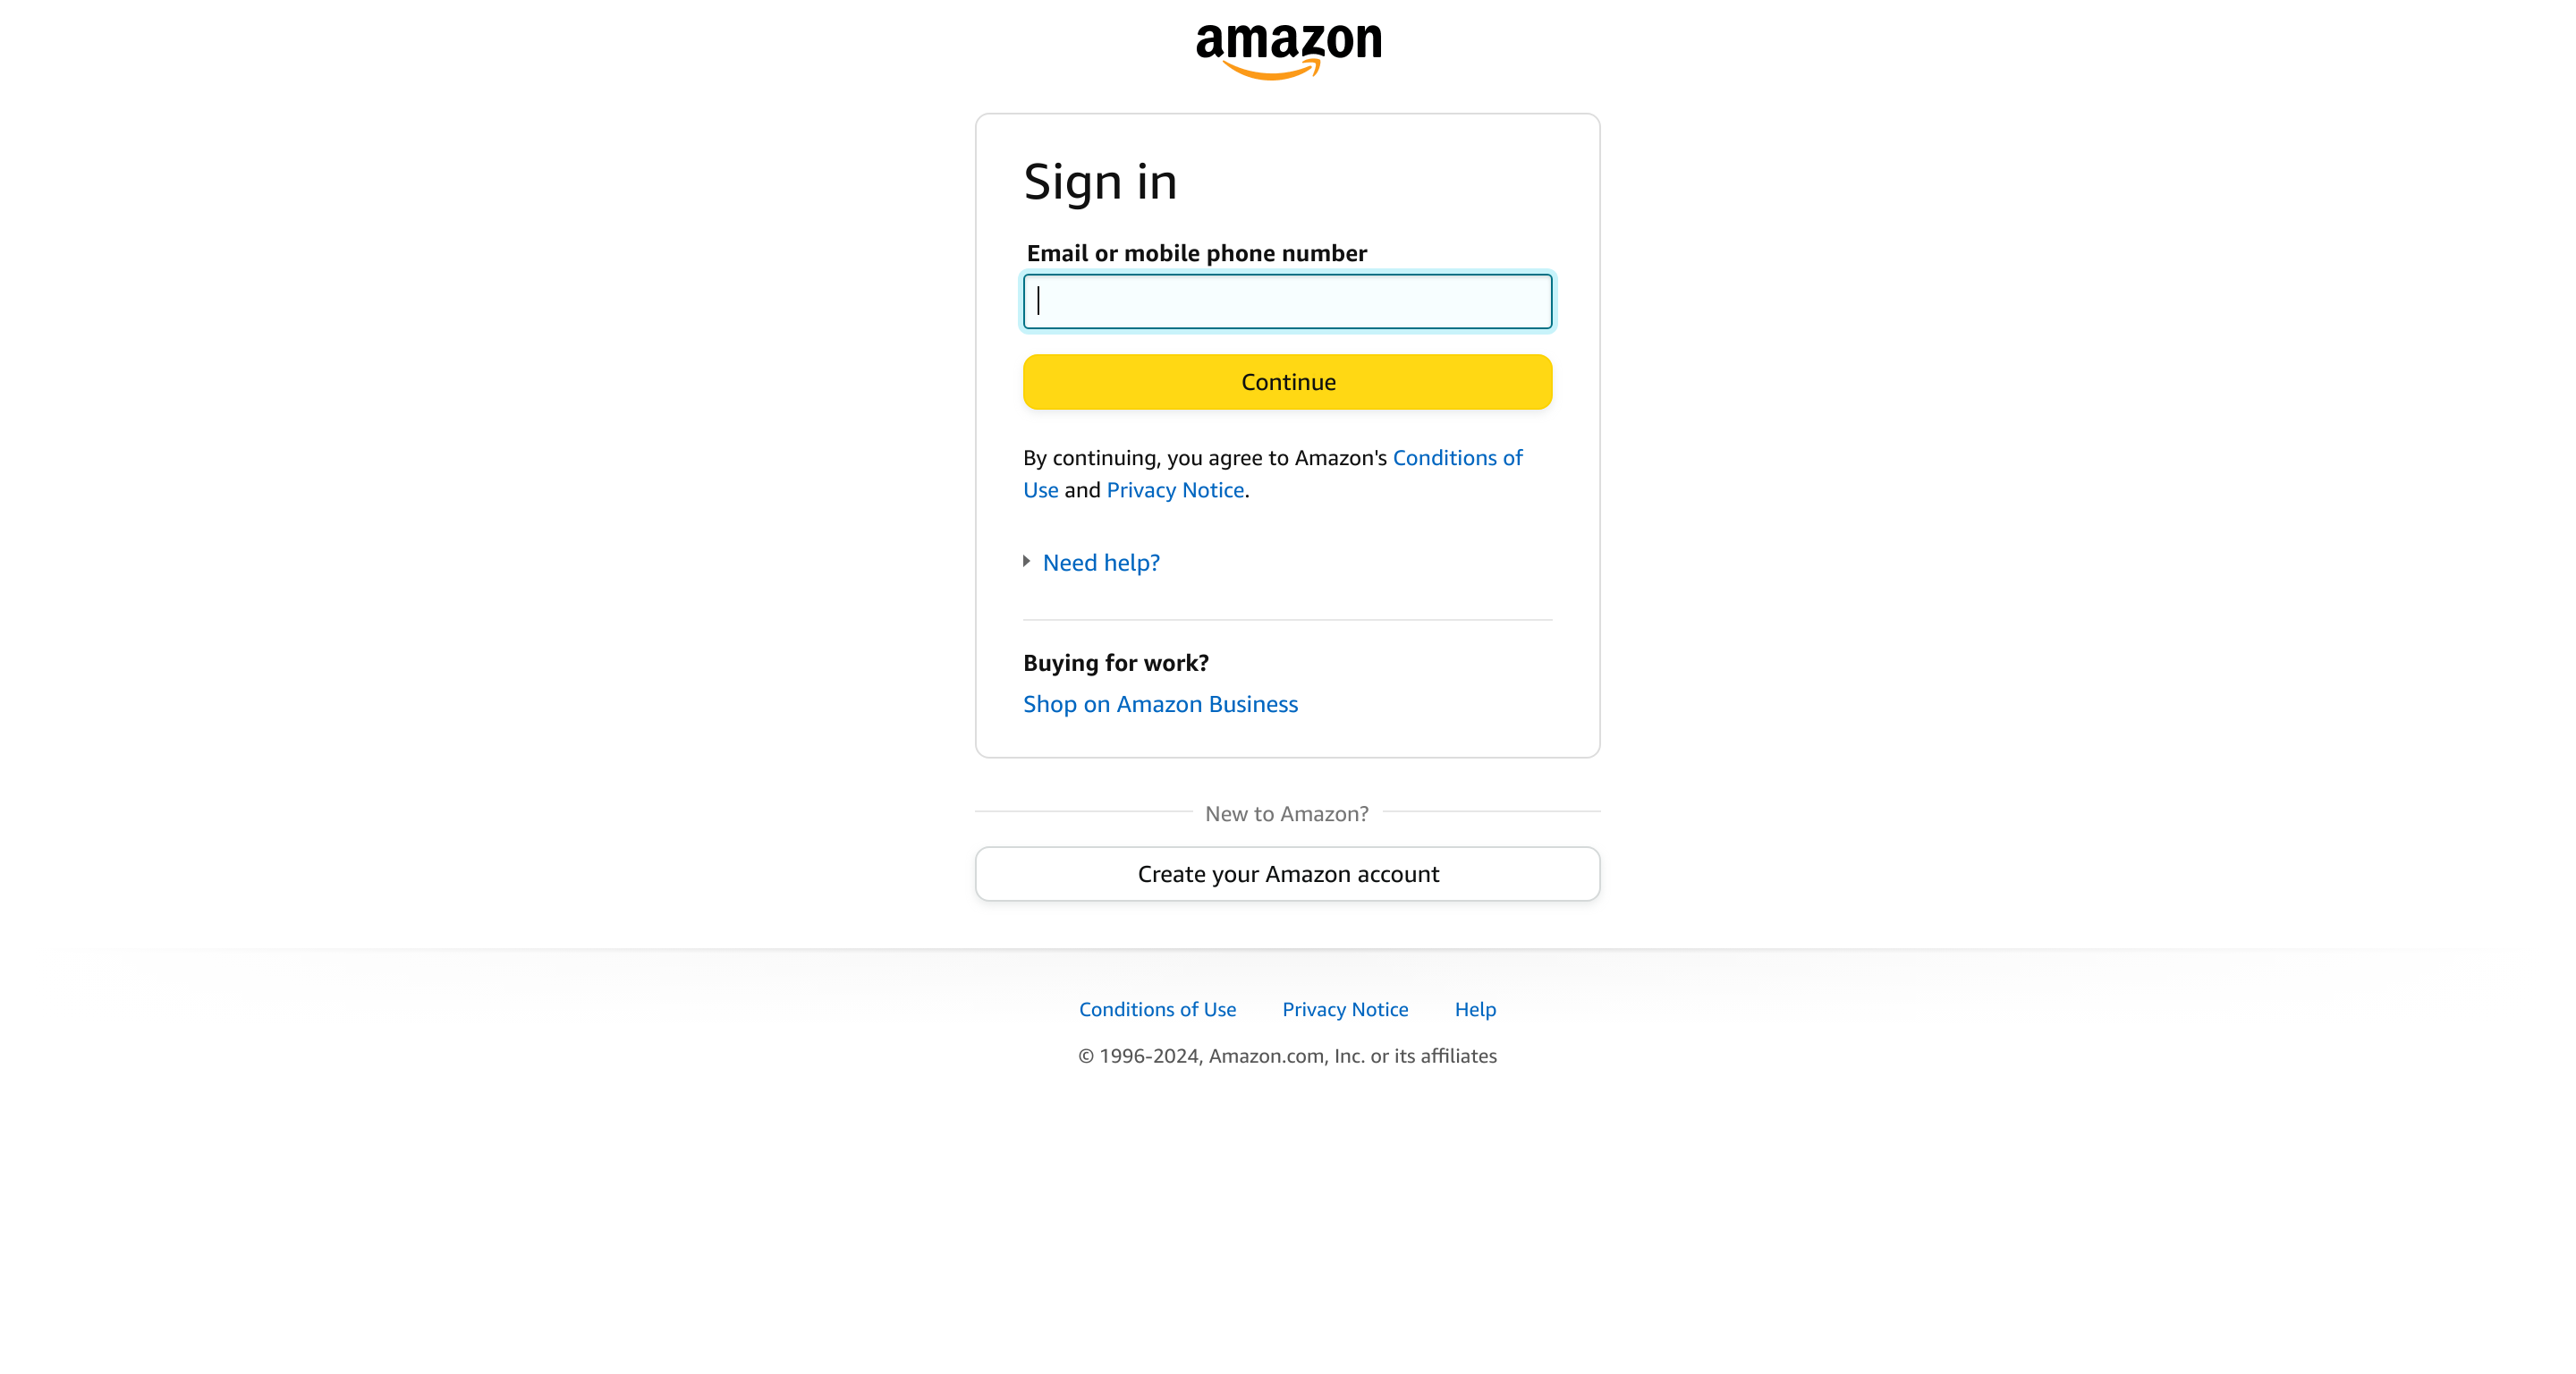 amazon
Sign in
Email or mobile phone number
Continue
By continuing, you agree to Amazon's Conditions of
Use and Privacy Notice.
Need help?
Buying for work?
Shop on Amazon Business
New to Amazon?
Create your Amazon account
Conditions of Use Privacy Notice Help
© 1996-2024, Amazon.com, Inc. or its affiliates